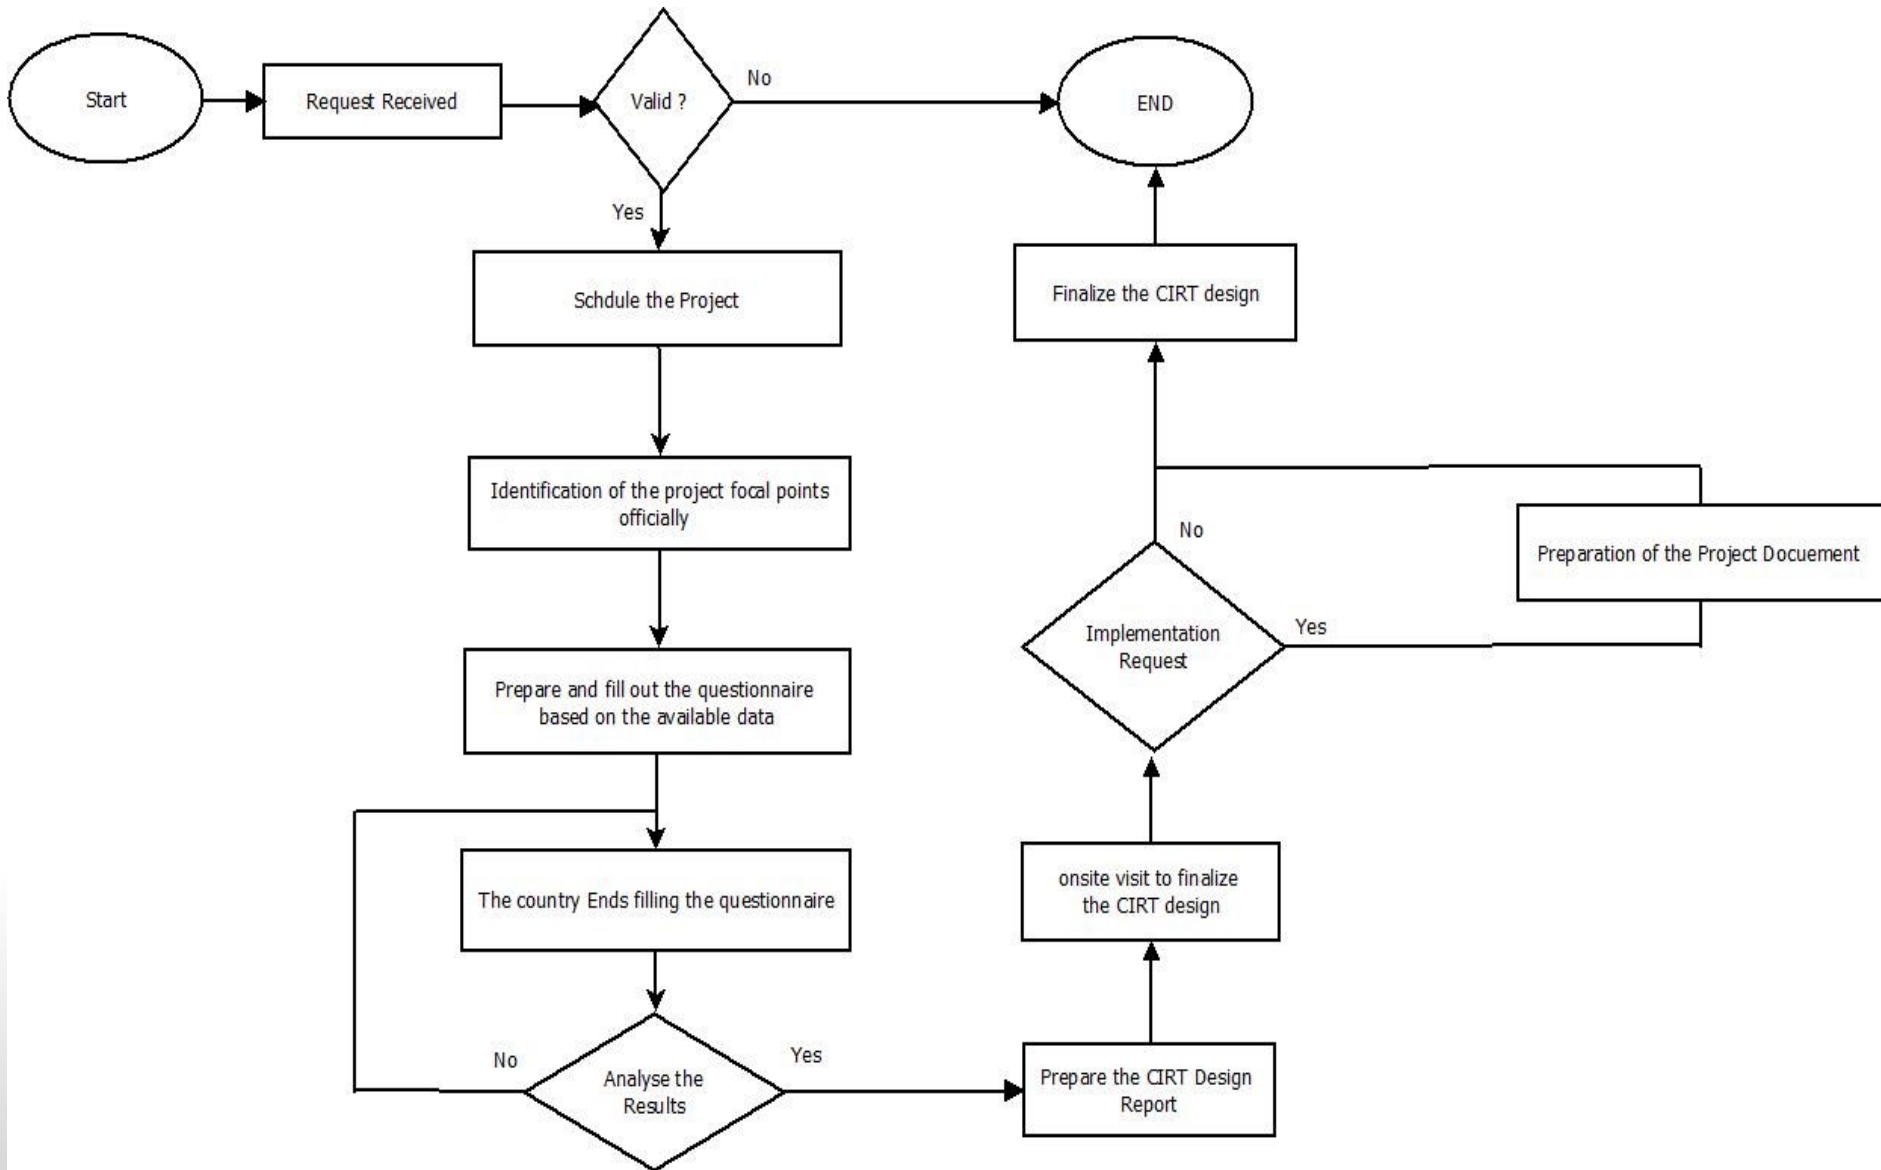 Start
Request Received
Valid ?
No
END
Yes
Schdule the Project
Identification of the project focal points
officially
Prepare and fill out the questionnaire
based on the available data
The country Ends filling the questionnaire
Analyse the
Results
No
Yes
Prepare the CIRT Design
Report
onsite visit to finalize
the CIRT design
Implementation
Request
Yes
Preparation of the Project Docuement
No
Finalize the CIRT design